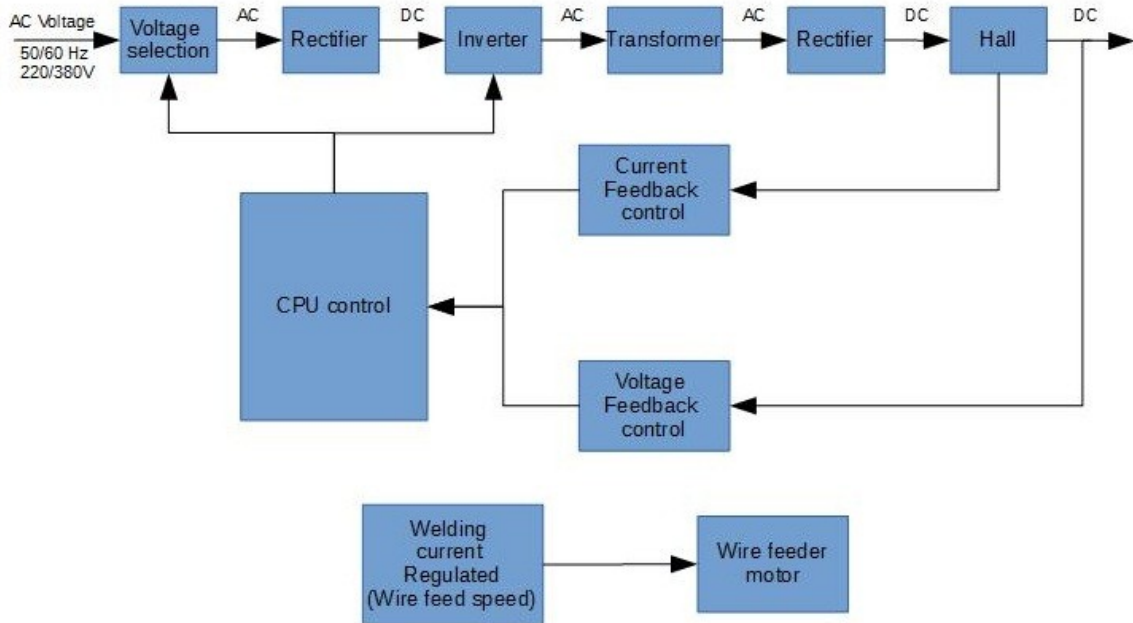 AC Voltage
50/60 Hz
220/380V
Voltage
selection
AC
Rectifier
DC
Inverter
AC
Transformer
AC
Rectifier
DC
Hall
DC
Current
Feedback
control
CPU control
Voltage
Feedback
control
Welding
current
Regulated
(Wire feed speed)
Wire feeder
motor